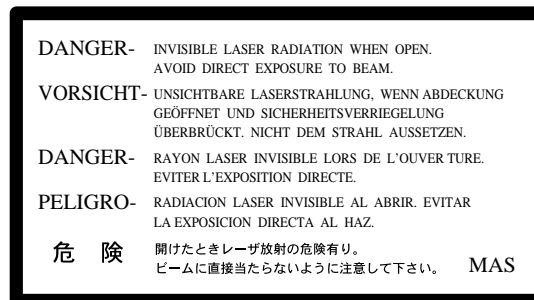 DANGER- INVISIBLE LASER RADIATION WHEN OPEN.
AVOID DIRECT EXPOSURE TO BEAM.
VORSICHT- UNSICHTBARE LASERSTRAHLUNG, WENN ABDECKUNG
GEÖFFNET UND SICHERHEITSVERRIEGELUNG
ÜBERBRÜCKT. NICHT DEM STRAHL AUSSETZEN.
DANGER- RAYON LASER INVISIBLE LORS DE L'OUVER TURE.
EVITER L'EXPOSITION DIRECTE.
PELIGRO- RADIACION LASER INVISIBLE AL ABRIR. EVITAR
LA EXPOSICION DIRECTA AL HAZ.
危 険 開けたときレーザ放射の危険有り。
ビームに直接当たらないように注意して下さい。 MAS